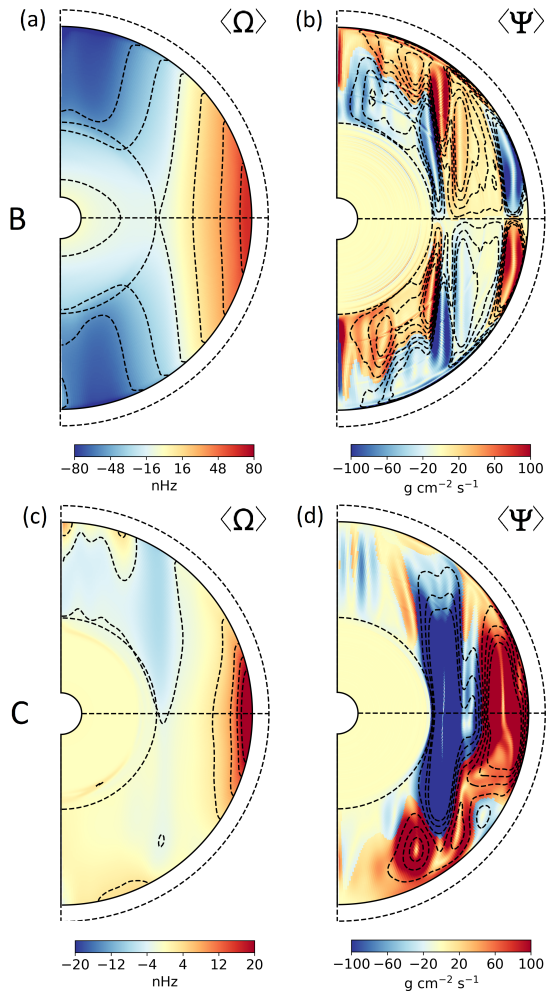 (a) ⟨Ω⟩ (b) ⟨Ψ⟩
B
−80 −48 −16 16 48 80
nHz
−100 −60 −20 20 60 100
g cm⁻² s⁻¹
(c) ⟨Ω⟩ (d) ⟨Ψ⟩
C
−20 −12 −4 4 12 20
nHz
−100 −60 −20 20 60 100
g cm⁻² s⁻¹